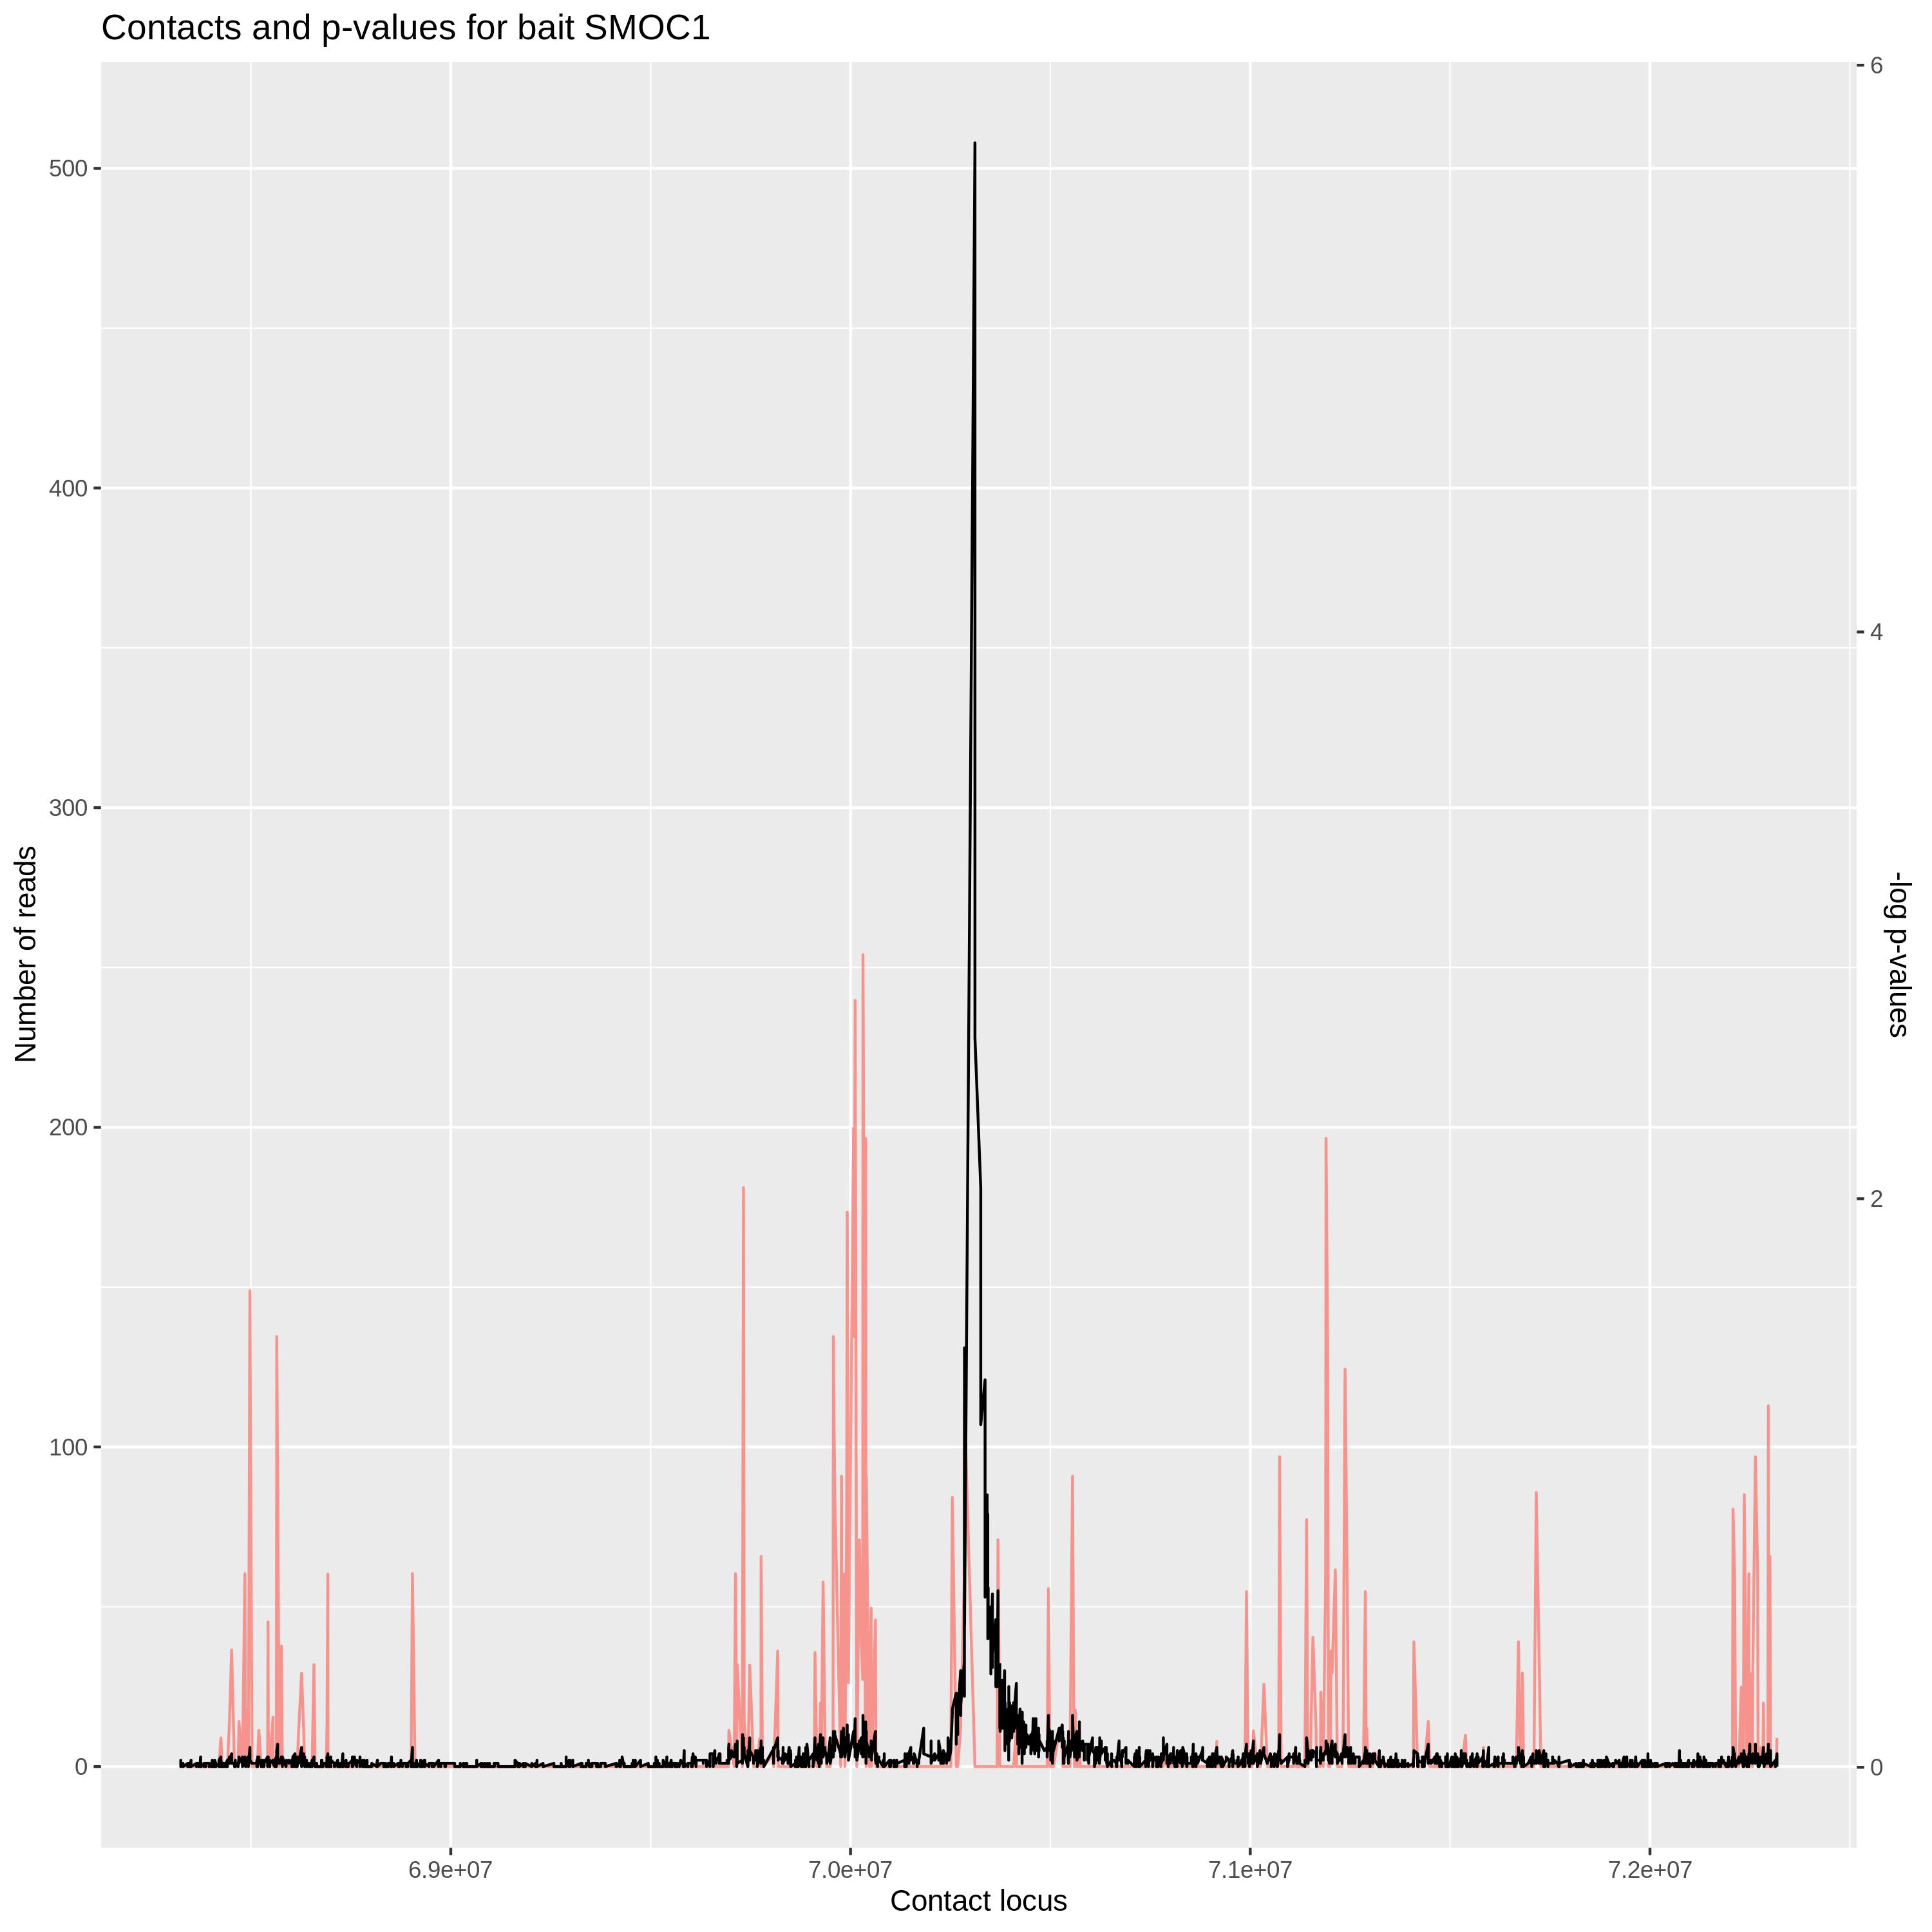 Contacts and p-values for bait SMOC1
500
400
300
200
100
0
Number of reads
6
4
2
0
-log p-values
6.9e+07
7.0e+07
7.1e+07
7.2e+07
Contact locus